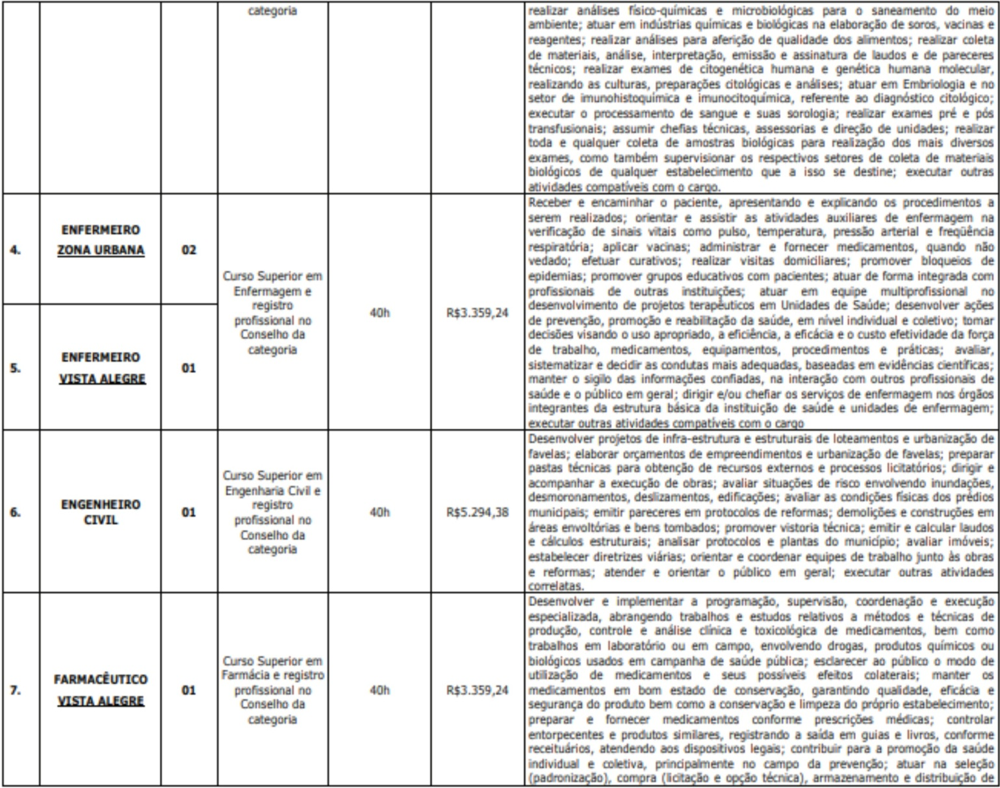 categoria
realizar análises físico-químicas e microbiológicas para o saneamento do meio
ambiente; atuar em indústrias químicas e biológicas na elaboração de soros, vacinas e
reagentes; realizar análises para aferição de qualidade dos alimentos; realizar coleta
de materiais, análise, interpretação, emissão e assinatura de laudos e de pareceres
técnicos; realizar exames de citogenética humana e genética humana molecular,
realizando as culturas, preparações citológicas e análises; atuar em Embriologia e no
setor de imunohistoquímica e imunocitoquímica, referente ao diagnóstico citológico;
executar o processamento de sangue e suas sorologia; realizar exames pré e pós
transfusionais; assumir chefias técnicas, assessorias e direção de unidades; realizar
toda e qualquer coleta de amostras biológicas para realização dos mais diversos
exames, como também supervisionar os respectivos setores de coleta de materiais
biológicos de qualquer estabelecimento que a isso se destine; executar outras
atividades compatíveis com o cargo.
4.
ENFERMEIRO
ZONA URBANA
02
5.
ENFERMEIRO
VISTA ALEGRE
01
Curso Superior em
Enfermagem e
registro
profissional no
Conselho da
categoria
40h
R$3.359,24
Receber e encaminhar o paciente, apresentando e explicando os procedimentos a
serem realizados; orientar e assistir as atividades auxiliares de enfermagem na
verificação de sinais vitais como pulso, temperatura, pressão arterial e freqüência
respiratória; aplicar vacinas; administrar e fornecer medicamentos, quando não
vedado; efetuar curativos; realizar visitas domiciliares; promover bloqueios de
epidemias; promover grupos educativos com pacientes; atuar de forma integrada com
profissionais de outras instituições; atuar em equipe multiprofissional no
desenvolvimento de projetos terapêuticos em Unidades de Saúde; desenvolver ações
de prevenção, promoção e reabilitação da saúde, em nível individual e coletivo; tomar
decisões visando o uso apropriado, a eficiência, a eficácia e o custo efetividade da força
de trabalho, medicamentos, equipamentos, procedimentos e práticas; avaliar,
sistematizar e decidir as condutas mais adequadas, baseadas em evidências científicas;
manter o sigilo das informações confiadas, na interação com outros profissionais de
saúde e o público em geral; dirigir e/ou chefiar os serviços de enfermagem nos órgãos
integrantes da estrutura básica da instituição de saúde e unidades de enfermagem;
executar outras atividades compatíveis com o cargo
6.
ENGENHEIRO
CIVIL
01
Curso Superior em
Engenharia Civil e
registro
profissional no
Conselho da
categoria
40h
R$5.294,38
Desenvolver projetos de infra-estrutura e estruturais de loteamentos e urbanização de
favelas; elaborar orçamentos de empreendimentos e urbanização de favelas; preparar
pastas técnicas para obtenção de recursos externos e processos licitatórios; dirigir e
acompanhar a execução de obras; avaliar situações de risco envolvendo inundações,
desmoronamentos, deslizamentos, edificações; avaliar as condições físicas dos prédios
municipais; emitir pareceres em protocolos de reformas; demolições e construções em
áreas envoltórias e bens tombados; promover vistoria técnica; emitir e calcular laudos
e cálculos estruturais; analisar protocolos e plantas do município; avaliar imóveis;
estabelecer diretrizes viárias; orientar e coordenar equipes de trabalho junto às obras
e reformas; atender e orientar o público em geral; executar outras atividades
correlatas.
7.
FARMACÊUTICO
VISTA ALEGRE
01
Curso Superior em
Farmácia e registro
profissional no
Conselho da
categoria
40h
R$3.359,24
Desenvolver e implementar a programação, supervisão, coordenação e execução
especializada, abrangendo trabalhos e estudos relativos a métodos e técnicas de
produção, controle e análise clínica e toxicológica de medicamentos, bem como
trabalhos em laboratório ou em campo, envolvendo drogas, produtos químicos ou
biológicos usados em campanha de saúde pública; esclarecer ao público o modo de
utilização de medicamentos e seus possíveis efeitos colaterais; manter os
medicamentos em bom estado de conservação, garantindo qualidade, eficácia e
segurança do produto bem como a conservação e limpeza do próprio estabelecimento;
preparar e fornecer medicamentos conforme prescrições médicas; controlar
entorpecentes e produtos similares, registrando a saída em guias e livros, conforme
receituários, atendendo aos dispositivos legais; contribuir para a promoção da saúde
individual e coletiva, principalmente no campo da prevenção; atuar na seleção
(padronização), compra (licitação e opção técnica), armazenamento e distribuição de